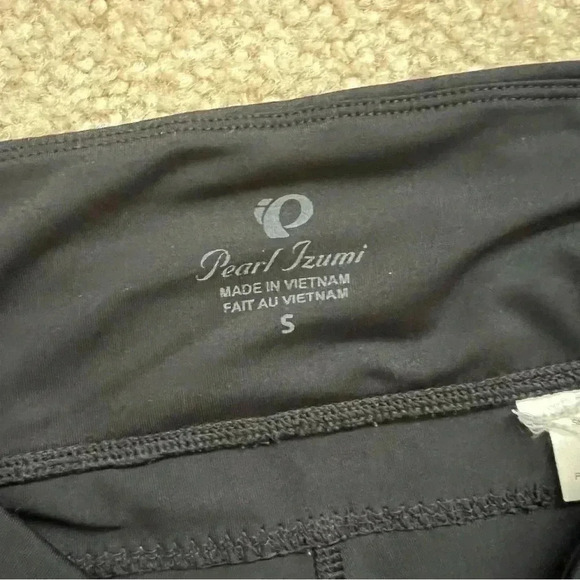 Pearl Izumi
MADE IN VIETNAM
FAIT AU VIETNAM
S